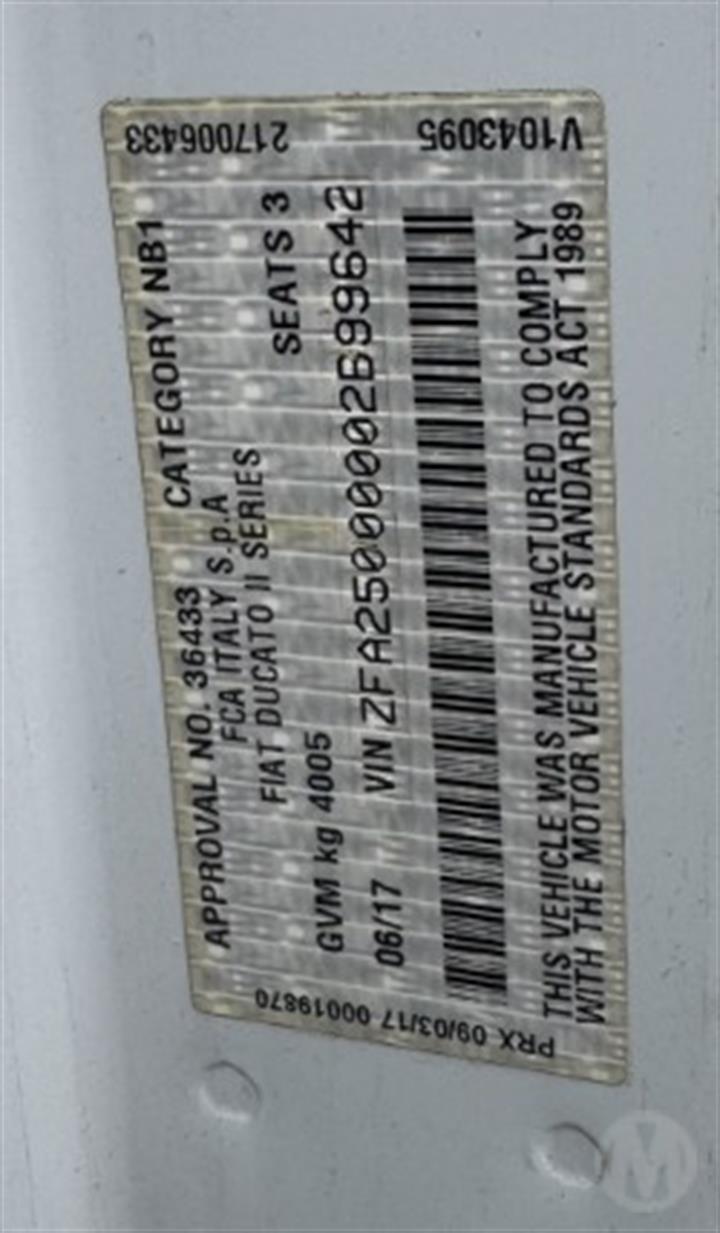 V1043095 217006433
APPROVAL NO. 36433 CATEGORY NB1
FCA ITALY S.p.A
FIAT DUCATO II SERIES
GVM kg 4005 SEATS 3
06/17 VIN ZFA25000002B99642
THIS VEHICLE WAS MANUFACTURED TO COMPLY
WITH THE MOTOR VEHICLE STANDARDS ACT 1989
PRX 09/03/17 00019870
M